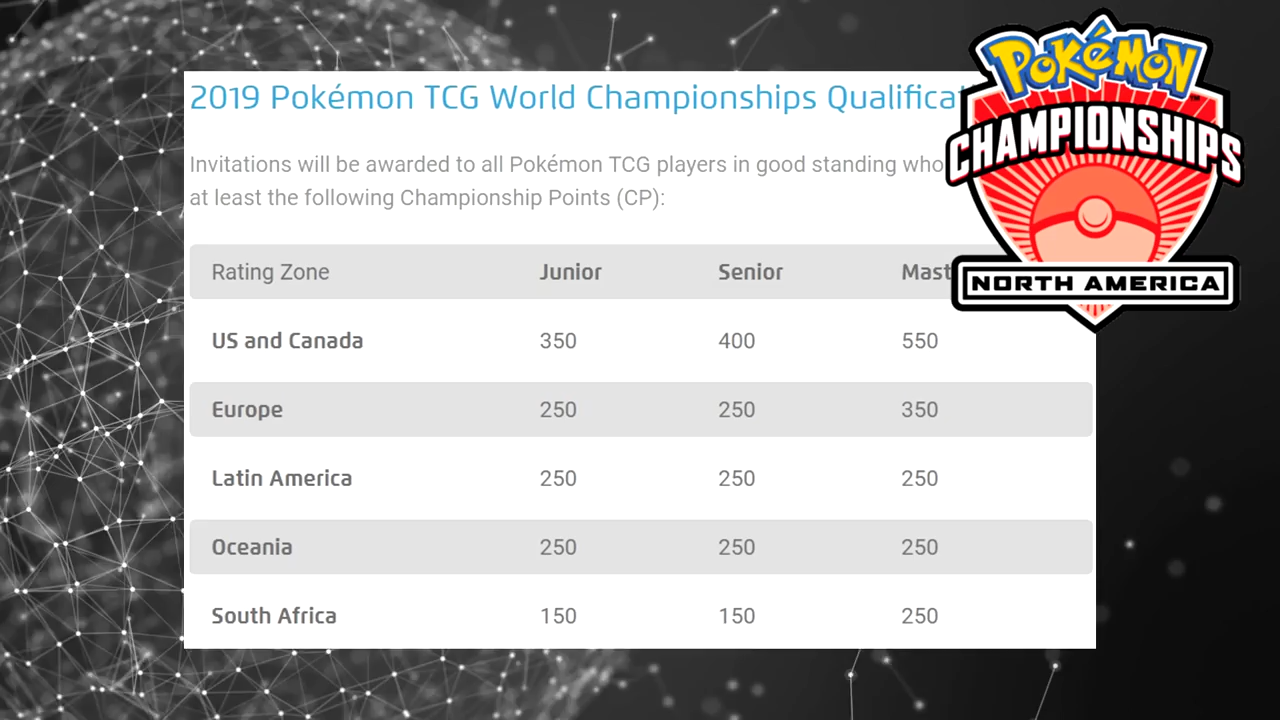 2019 Pokémon TCG World Championships Qualificat
Invitations will be awarded to all Pokémon TCG players in good standing who
at least the following Championship Points (CP):
Rating Zone Junior Senior Mast
US and Canada 350 400 550
Europe 250 250 350
Latin America 250 250 250
Oceania 250 250 250
South Africa 150 150 250
POKéMON
CHAMPIONSHIPS
NORTH AMERICA